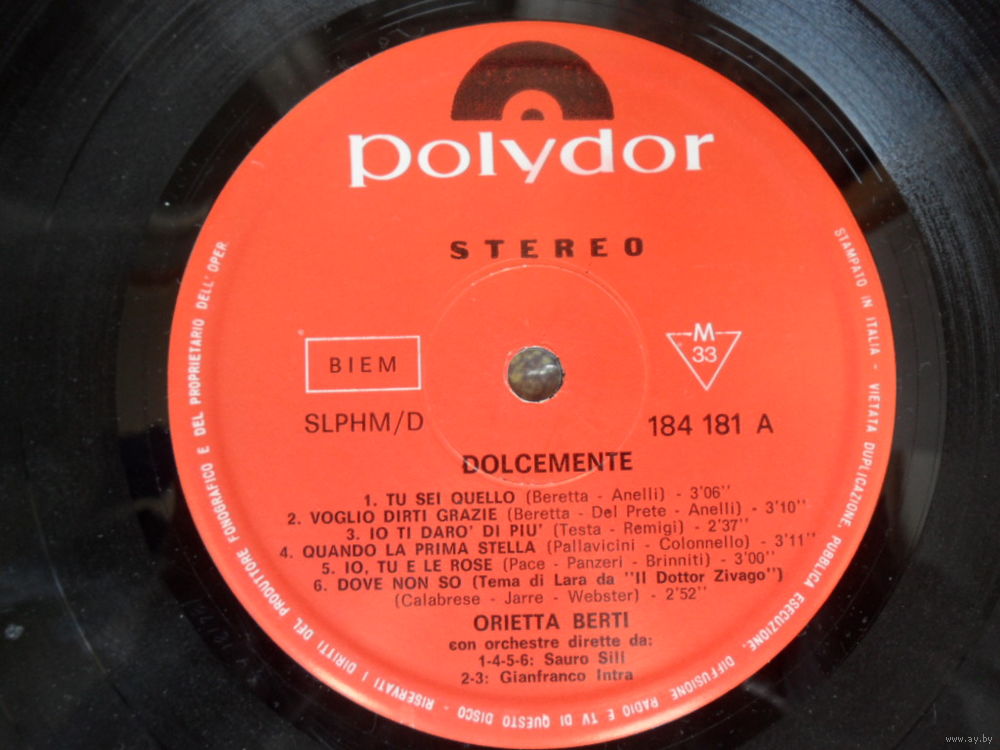 polydor
STEREO
BIEM
M
33
SLPHM/D
184 181 A
DOLCEMENTE
1. TU SEI QUELLO (Beretta - Anelli) - 3'06''
2. VOGLIO DIRTI GRAZIE (Beretta - Del Prete - Anelli) - 3'10''
3. IO TI DARO' DI PIU' (Testa - Remigi) - 2'37''
4. QUANDO LA PRIMA STELLA (Pallavicini - Colonnello) - 3'11''
5. IO, TU E LE ROSE (Pace - Panzeri - Brinniti) - 3'00''
6. DOVE NON SO (Tema di Lara da "Il Dottor Zivago")
(Calabrese - Jarre - Webster) - 2'52''
ORIETTA BERTI
con orchestre dirette da:
1-4-5-6: Sauro Sili
2-3: Gianfranco Intra
STAMPATO IN ITALIA - VIETATA DUPLICAZIONE. PUBBLICA ESECUZIONE. DIFFUSIONE RADIO E TV DI QUESTO DISCO - RISERVATI I DIRITTI DEL PRODUTTORE FONOGRAFICO E DEL PROPRIETARIO DELL'OPER
www.ay.by